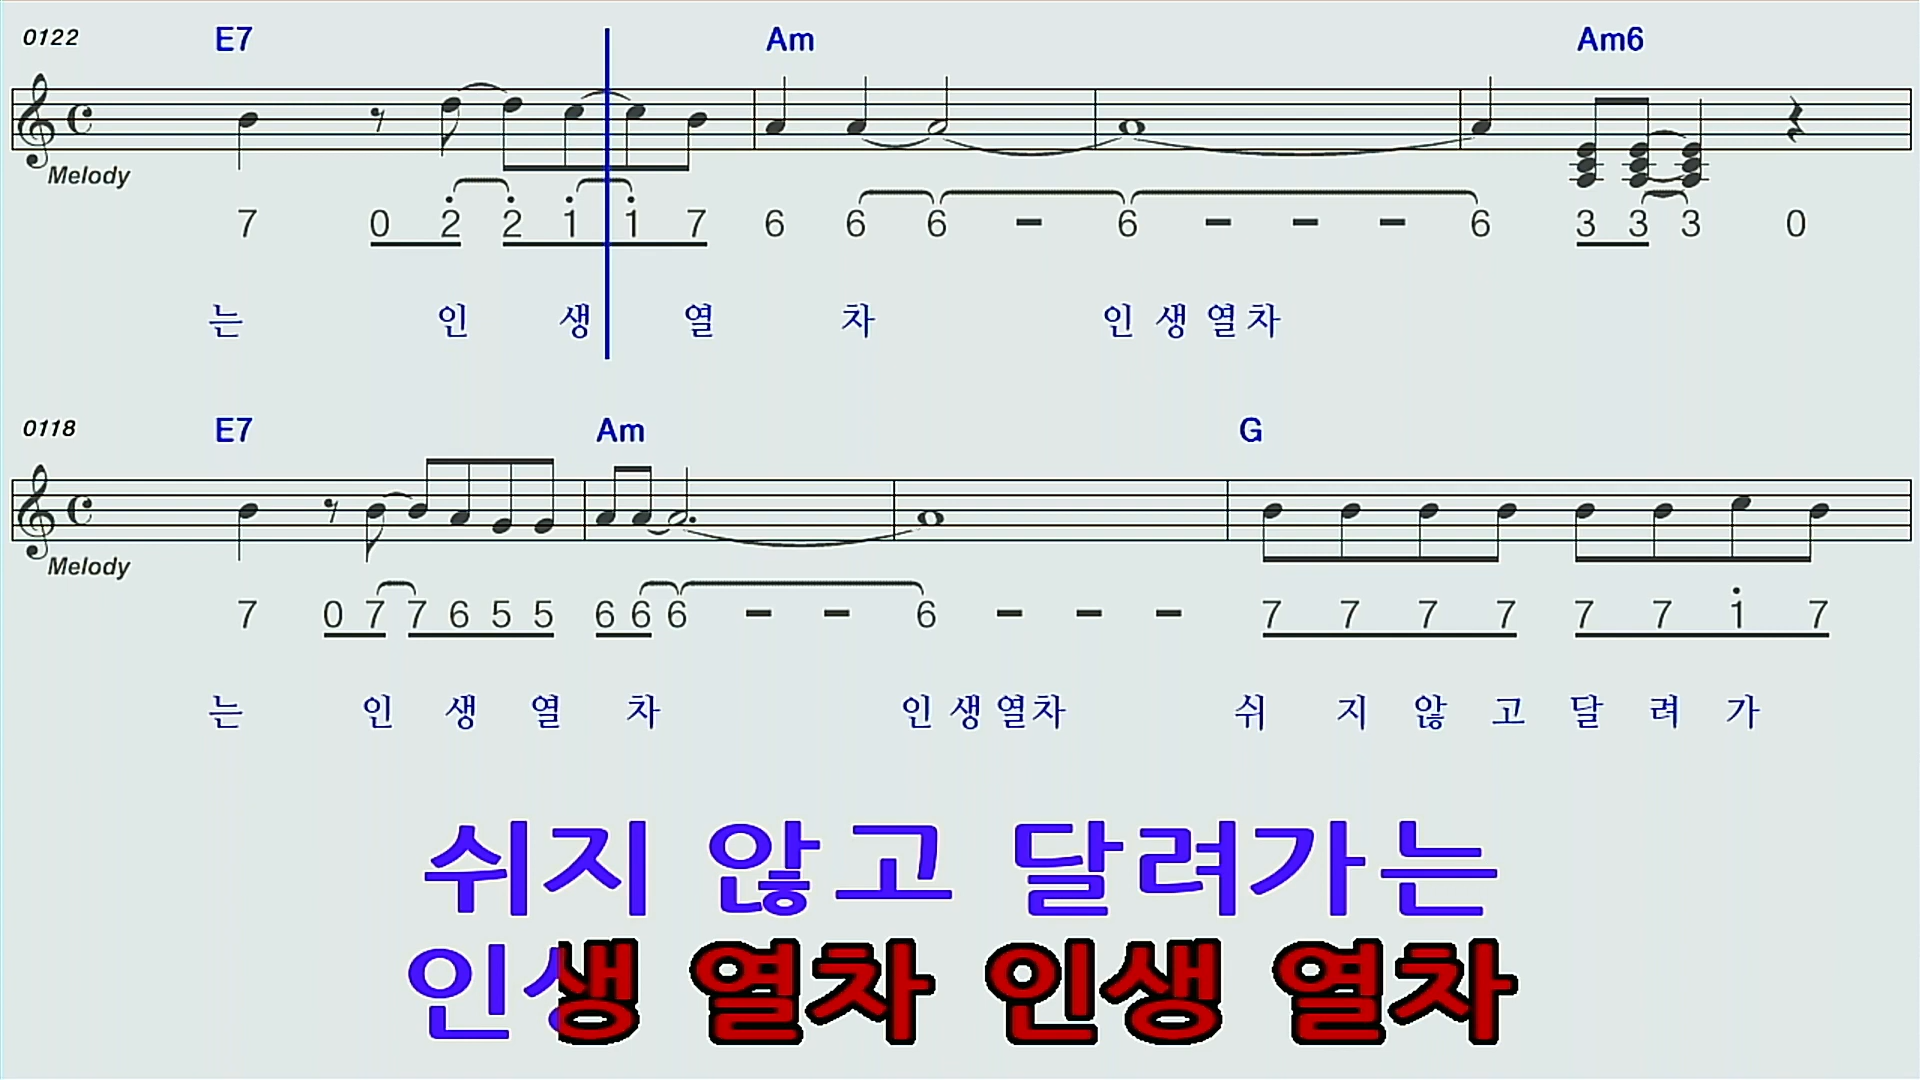 0122 E7 Am Am6
Melody
7 0 2 2 1 1 7 6 6 6 - 6 - - - 6 3 3 3 0
는 인 생 열 차 인 생 열 차
0118 E7 Am G
Melody
7 0 7 7 6 5 5 6 6 6 - - 6 - - - 7 7 7 7 7 7 1 7
는 인 생 열 차 인 생 열 차 쉬 지 않 고 달 려 가
쉬지 않고 달려가는
인생 열차 인생 열차